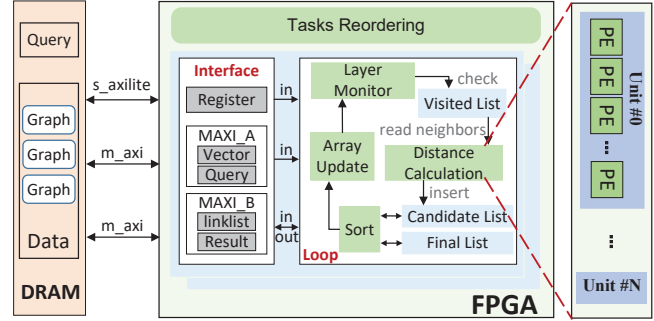 Query
Graph
Graph
Graph
Data
DRAM
s_axilite
m_axi
m_axi
Tasks Reordering
Interface
Register
MAXI_A
Vector
Query
MAXI_B
linklist
Result
in
in
in
out
Layer
Monitor
check
Visited List
read neighbors
Array
Update
Distance
Calculation
insert
Candidate List
Sort
Final List
Loop
FPGA
PE
PE
PE
...
PE
Unit #0
...
Unit #N